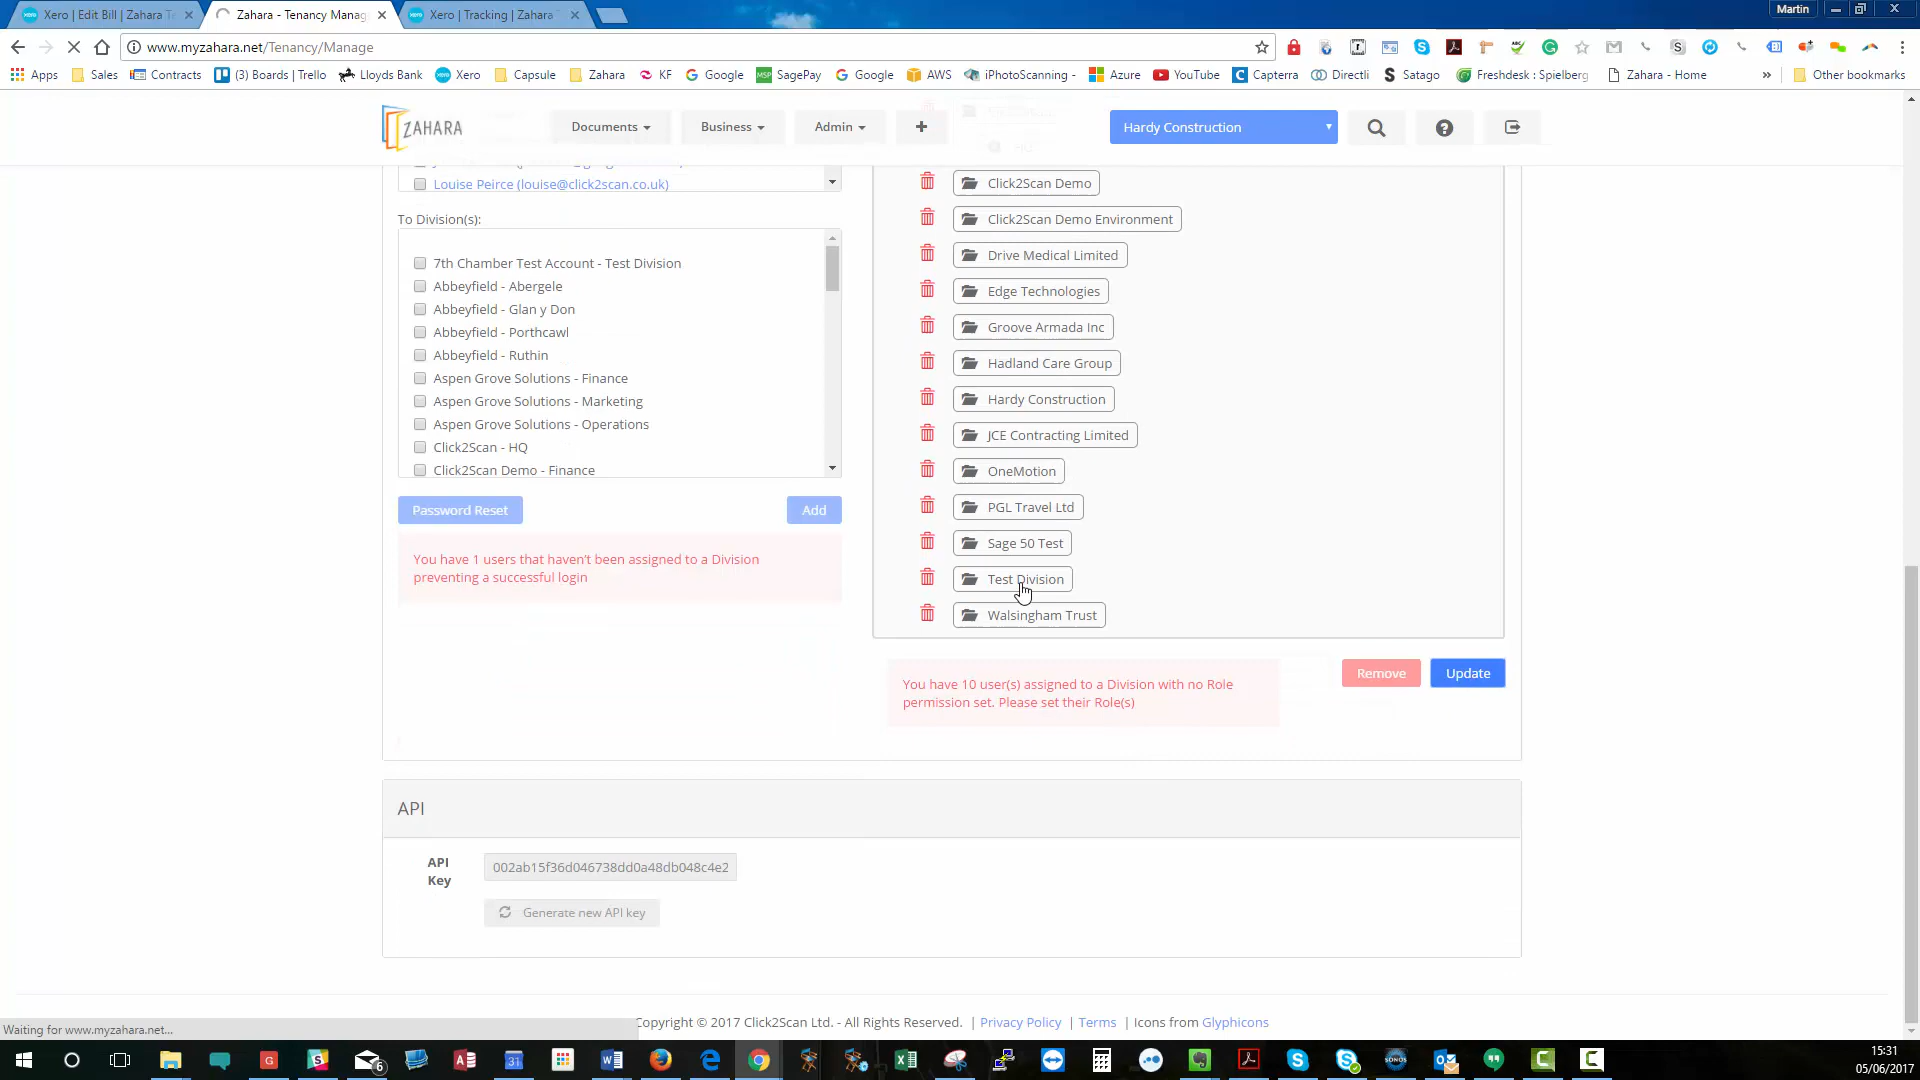 Xero | Edit Bill | Zahara T
Zahara - Tenancy Manag
Xero | Tracking | Zahara
Martin
www.myzahara.net/Tenancy/Manage
Apps
Sales
Contracts
(3) Boards | Trello
Lloyds Bank
Xero
Capsule
Zahara
KF
Google
SagePay
Google
AWS
iPhotoScanning -
Azure
YouTube
Capterra
Directli
Satago
Freshdesk : Spielberg
Zahara - Home
»
Other bookmarks
ZAHARA
Documents
Business
Admin
+
Hardy Construction
Louise Peirce (louise@click2scan.co.uk)
To Division(s):
7th Chamber Test Account - Test Division
Abbeyfield - Abergele
Abbeyfield - Glan y Don
Abbeyfield - Porthcawl
Abbeyfield - Ruthin
Aspen Grove Solutions - Finance
Aspen Grove Solutions - Marketing
Aspen Grove Solutions - Operations
Click2Scan - HQ
Click2Scan Demo - Finance
Password Reset
Add
You have 1 users that haven't been assigned to a Division
preventing a successful login
Click2Scan Demo
Click2Scan Demo Environment
Drive Medical Limited
Edge Technologies
Groove Armada Inc
Hadland Care Group
Hardy Construction
JCE Contracting Limited
OneMotion
PGL Travel Ltd
Sage 50 Test
Test Division
Walsingham Trust
You have 10 user(s) assigned to a Division with no Role
permission set. Please set their Role(s)
Remove
Update
API
API
Key
002ab15f36d046738dd0a48db048c4e2
Generate new API key
Waiting for www.myzahara.net...
Copyright © 2017 Click2Scan Ltd. - All Rights Reserved. | Privacy Policy | Terms | Icons from Glyphicons
15:31
05/06/2017